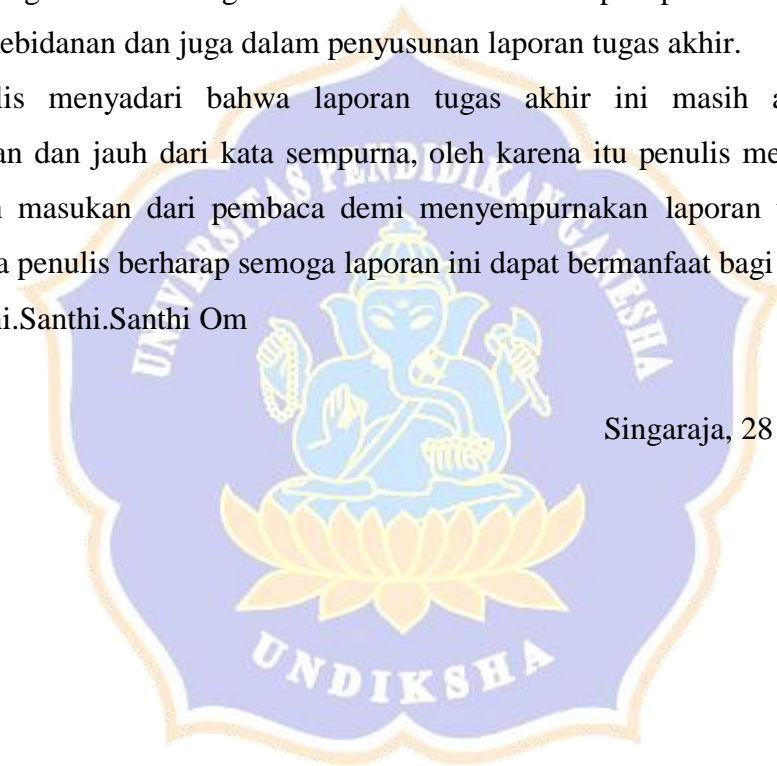 ebidanan dan juga dalam penyusunan laporan tugas akhir.
lis menyadari bahwa laporan tugas akhir ini masih a
an dan jauh dari kata sempurna, oleh karena itu penulis me
masukan dari pembaca demi menyempurnakan laporan
a penulis berharap semoga laporan ini dapat bermanfaat bagi
ni.Santhi.Santhi Om
UNIVERSITAS PENDIDIKAN GANESHA
Singaraja, 28
UNDIKSHA